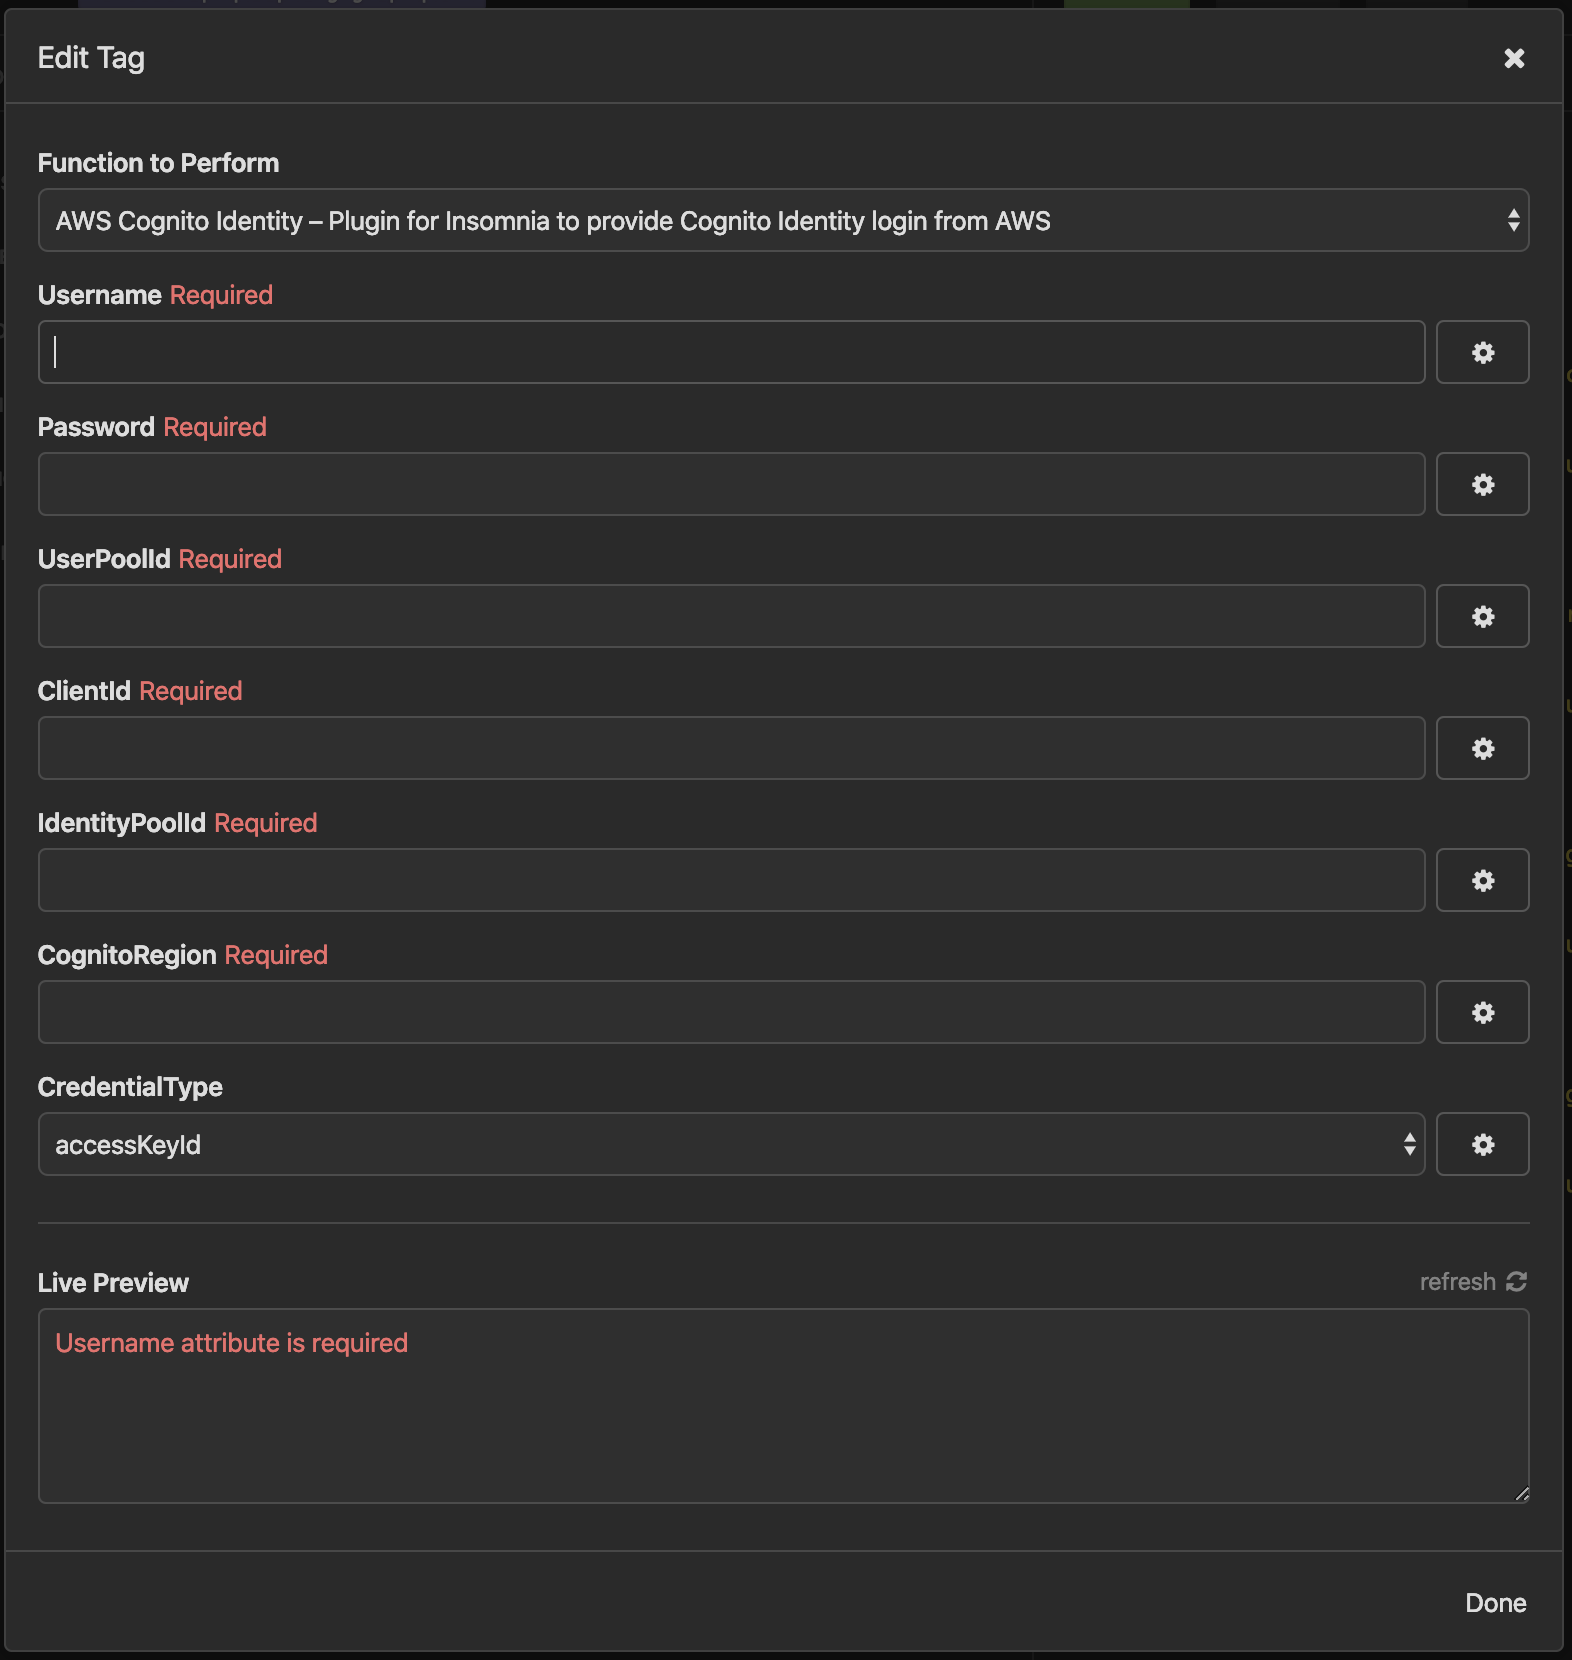 Edit Tag
Function to Perform
AWS Cognito Identity – Plugin for Insomnia to provide Cognito Identity login from AWS
Username Required
Password Required
UserPoolId Required
ClientId Required
IdentityPoolId Required
CognitoRegion Required
CredentialType
accessKeyId
Live Preview
refresh
Username attribute is required
Done